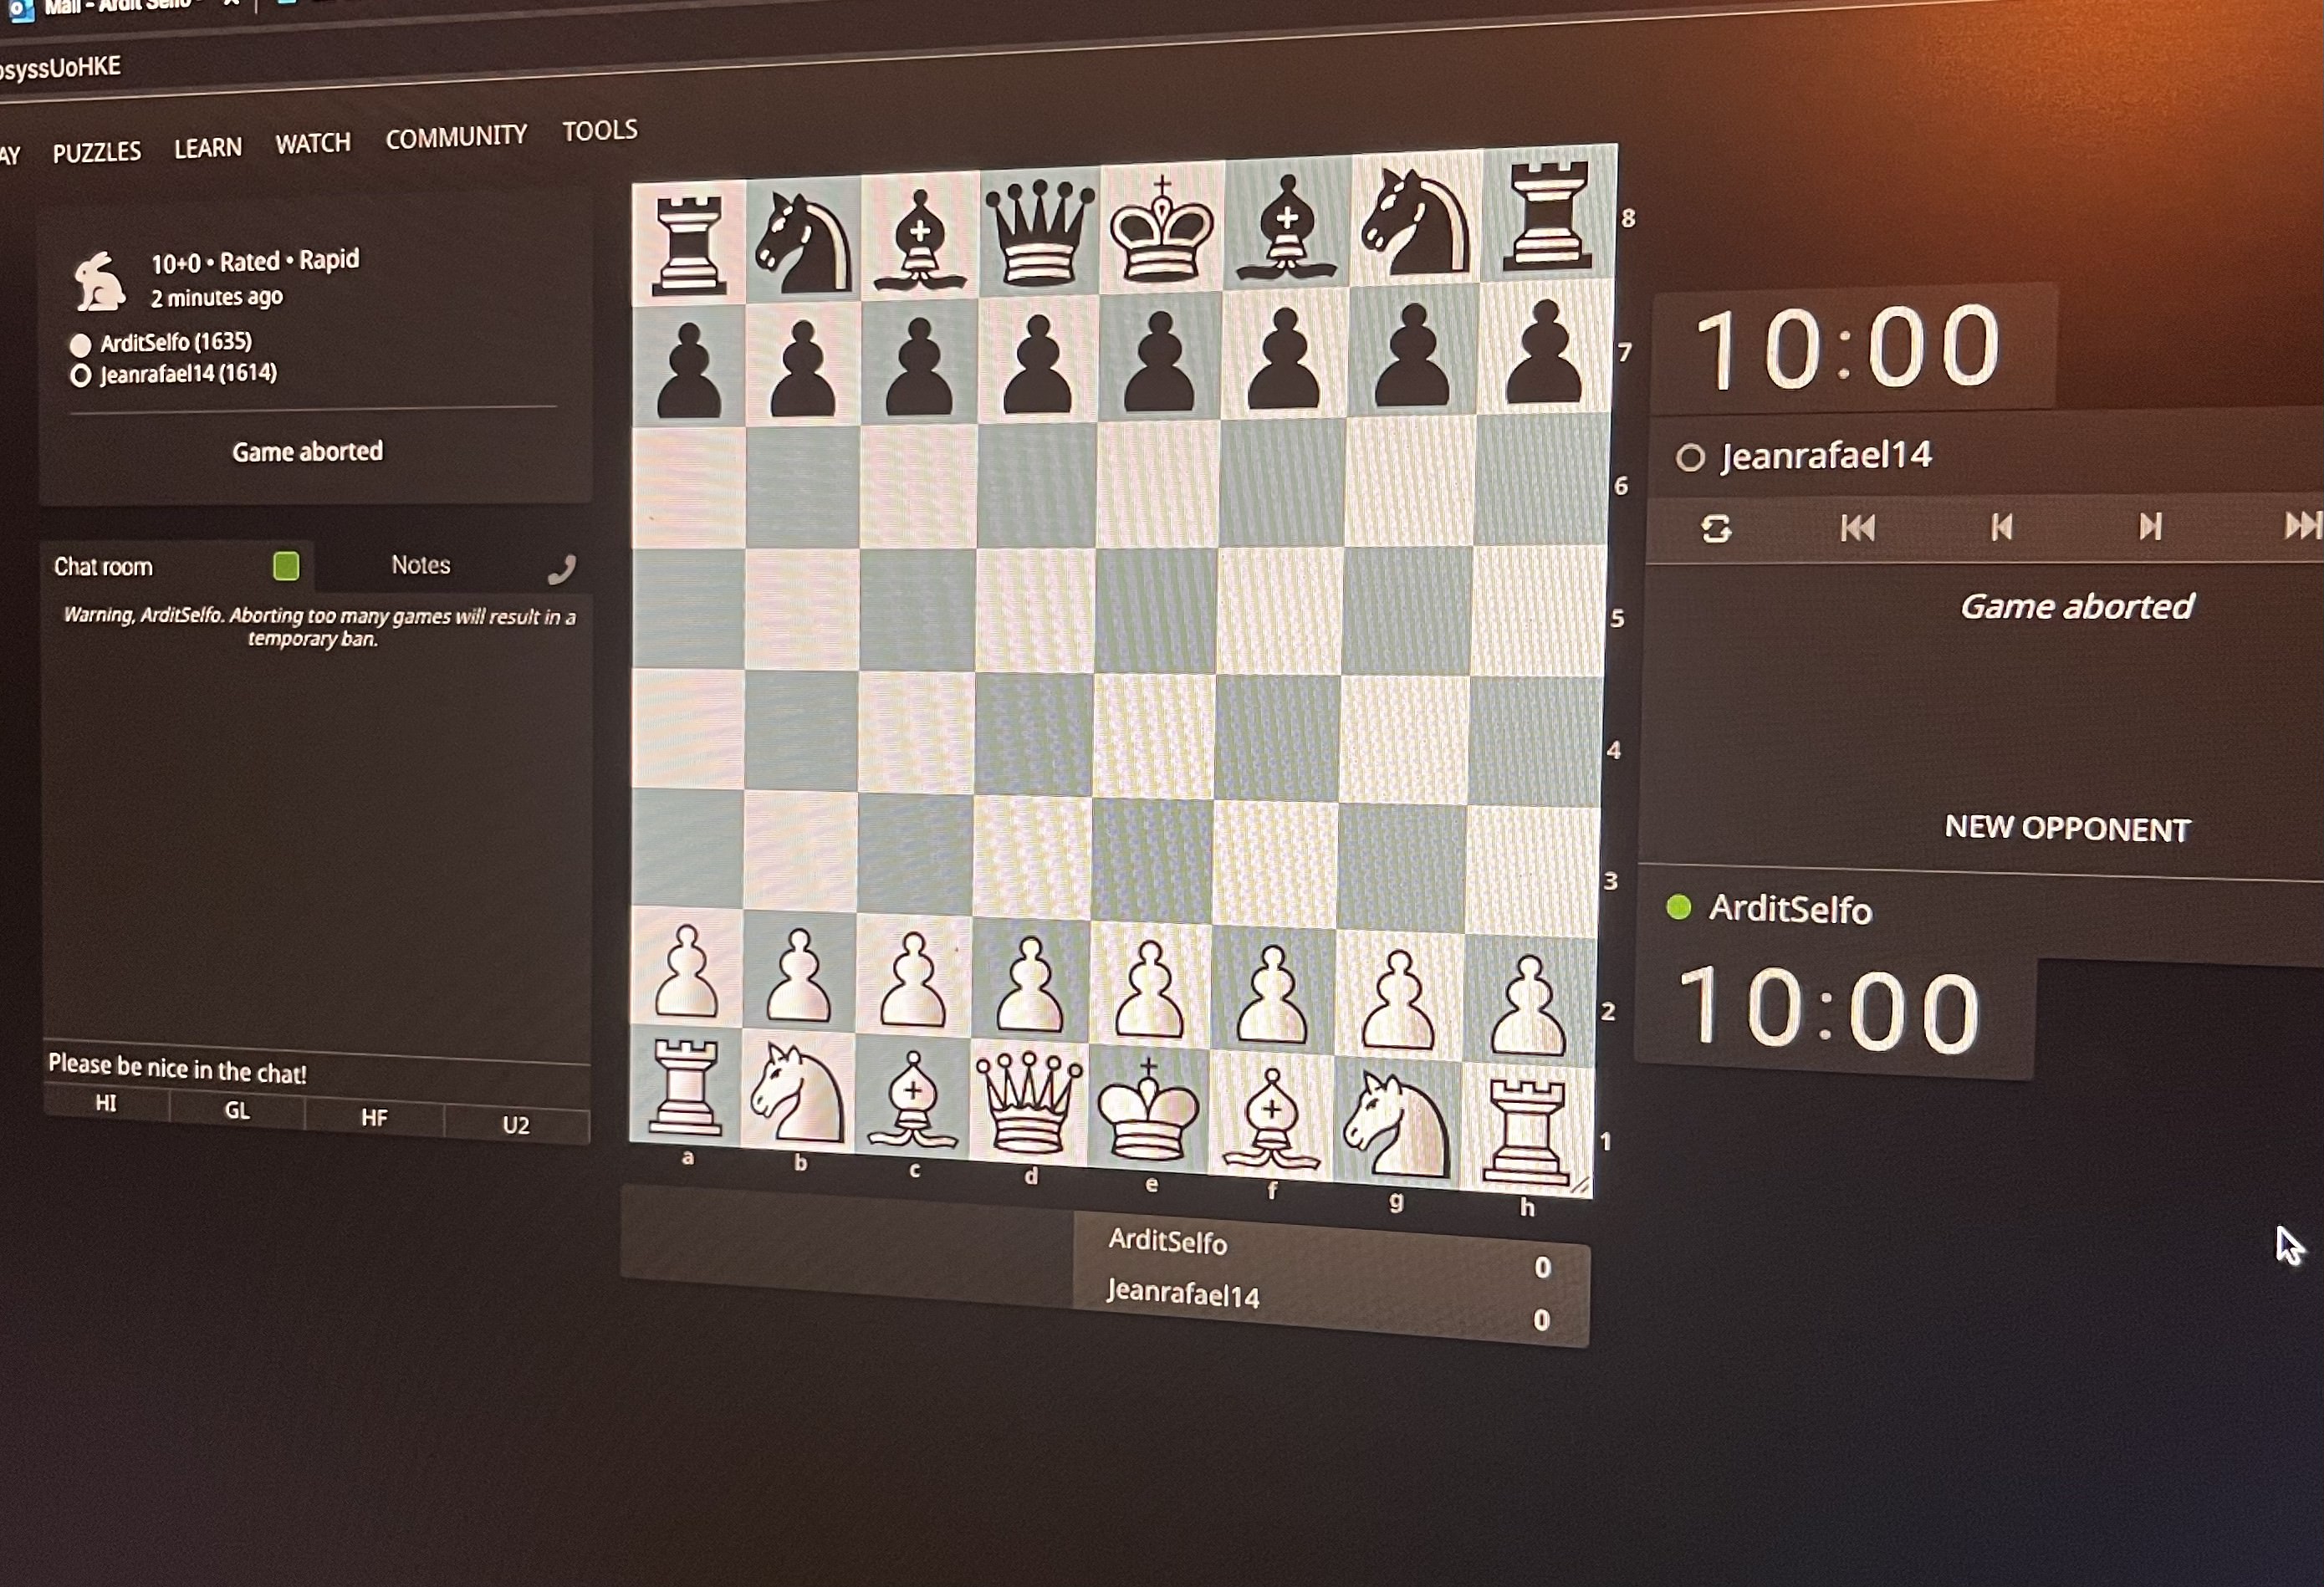 Mail - Ardit Selfo
osyssUoHKE
AY PUZZLES LEARN WATCH COMMUNITY TOOLS
10+0 • Rated • Rapid
2 minutes ago
ArditSelfo (1635)
Jeanrafael14 (1614)
Game aborted
Chat room Notes
Warning, ArditSelfo. Aborting too many games will result in a
temporary ban.
Please be nice in the chat!
HI GL HF U2
8
7
6
5
4
3
2
1
a b c d e f g h
ArditSelfo 0
Jeanrafael14 0
10:00
Jeanrafael14
Game aborted
NEW OPPONENT
ArditSelfo
10:00